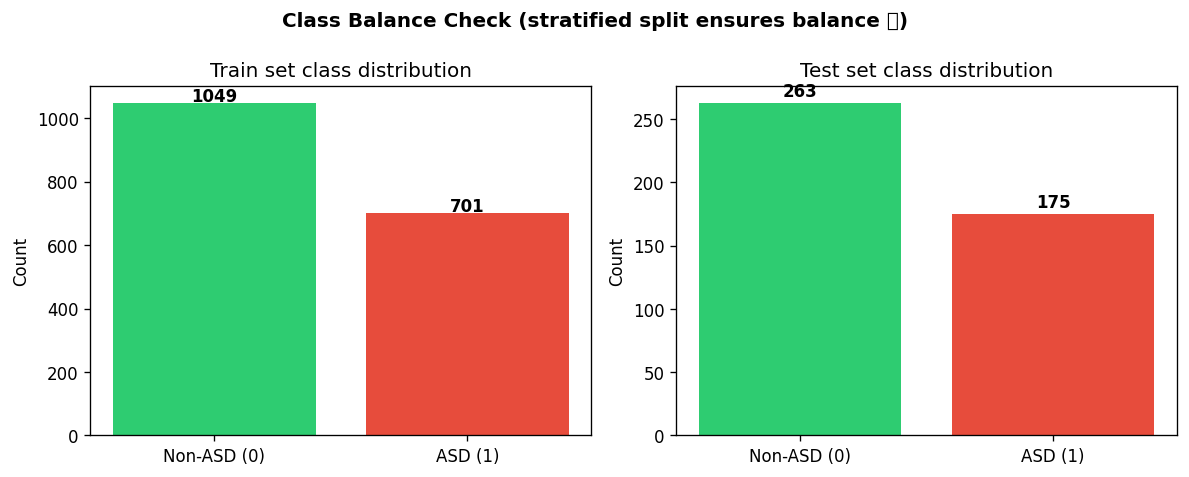 Class Balance Check (stratified split ensures balance ▯)
Train set class distribution
Test set class distribution
Count
0
200
400
600
800
1000
1049
701
Non-ASD (0)
ASD (1)
Count
0
50
100
150
200
250
263
175
Non-ASD (0)
ASD (1)